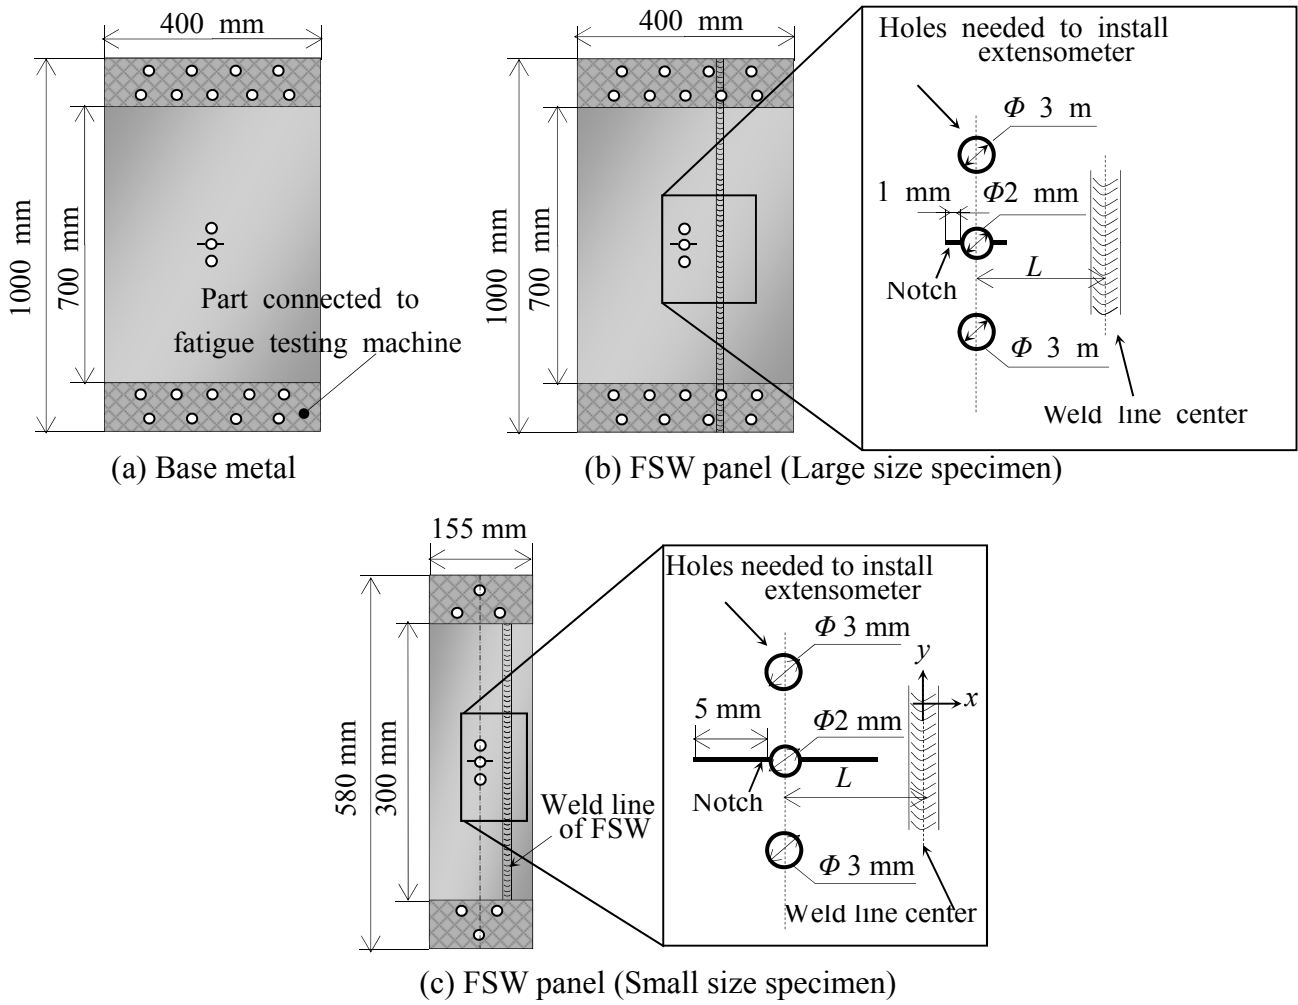 400 mm
1000 mm
700 mm
Part connected to
fatigue testing machine
(a) Base metal
400 mm
1000 mm
700 mm
(b) FSW panel (Large size specimen)
Holes needed to install
extensometer
Φ 3 m
1 mm
Φ2 mm
L
Notch
Φ 3 m
Weld line center
155 mm
580 mm
300 mm
Weld line
of FSW
Holes needed to install
extensometer
Φ 3 mm
y
x
5 mm
Φ2 mm
L
Notch
Φ 3 mm
Weld line center
(c) FSW panel (Small size specimen)